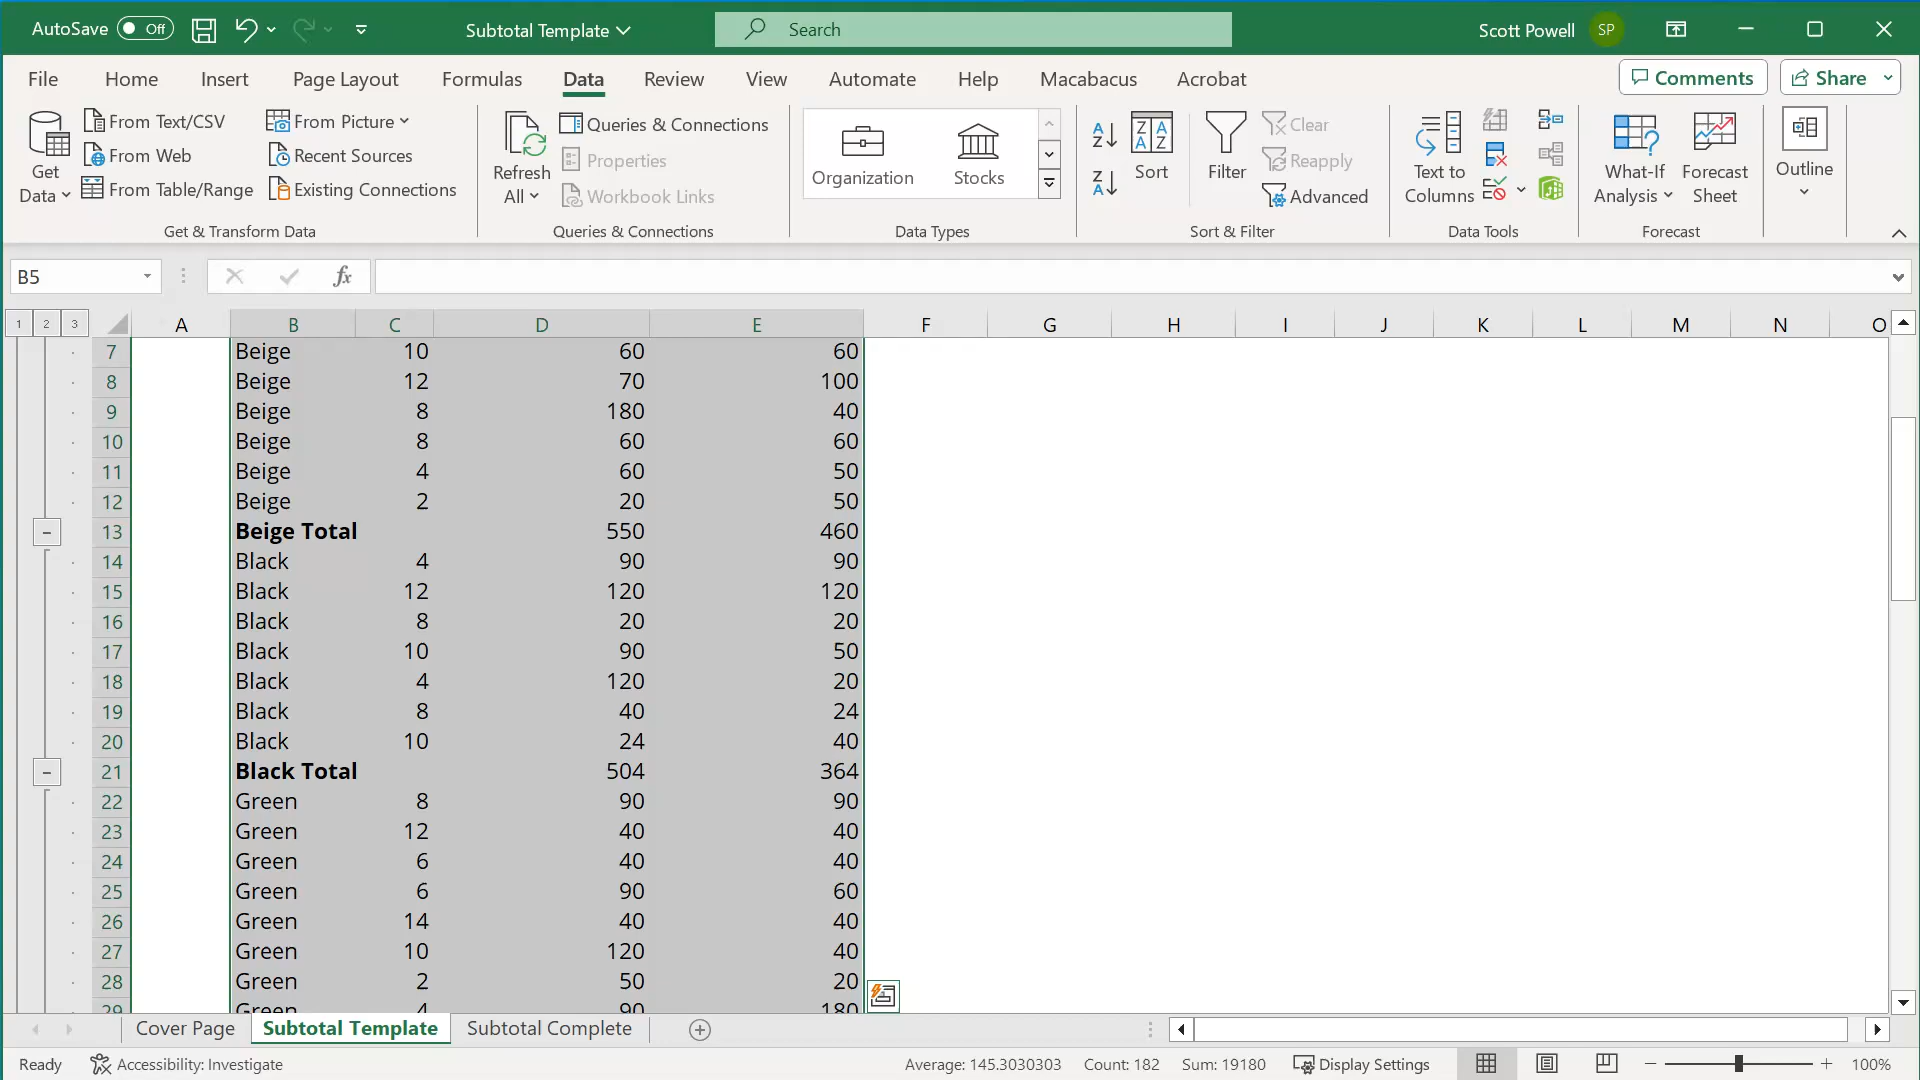 AutoSave Off Subtotal Template Search Scott Powell SP
File Home Insert Page Layout Formulas Data Review View Automate Help Macabacus Acrobat Comments Share
Get Data
From Text/CSV
From Web
From Table/Range
From Picture
Recent Sources
Existing Connections
Get & Transform Data
Refresh All
Queries & Connections
Properties
Workbook Links
Queries & Connections
Organization Stocks
Data Types
Sort
Filter
Clear
Reapply
Advanced
Sort & Filter
Text to Columns
Data Tools
What-If Analysis
Forecast Sheet
Forecast
Outline
B5 fx
1 2 3 A B C D E F G H I J K L M N O
7 Beige 10 60 60
8 Beige 12 70 100
9 Beige 8 180 40
10 Beige 8 60 60
11 Beige 4 60 50
12 Beige 2 20 50
13 Beige Total 550 460
14 Black 4 90 90
15 Black 12 120 120
16 Black 8 20 20
17 Black 10 90 50
18 Black 4 120 20
19 Black 8 40 24
20 Black 10 24 40
21 Black Total 504 364
22 Green 8 90 90
23 Green 12 40 40
24 Green 6 40 40
25 Green 6 90 60
26 Green 14 40 40
27 Green 10 120 40
28 Green 2 50 20
29 Green 4 90 180
Cover Page Subtotal Template Subtotal Complete
Ready Accessibility: Investigate Average: 145.3030303 Count: 182 Sum: 19180 Display Settings 100%